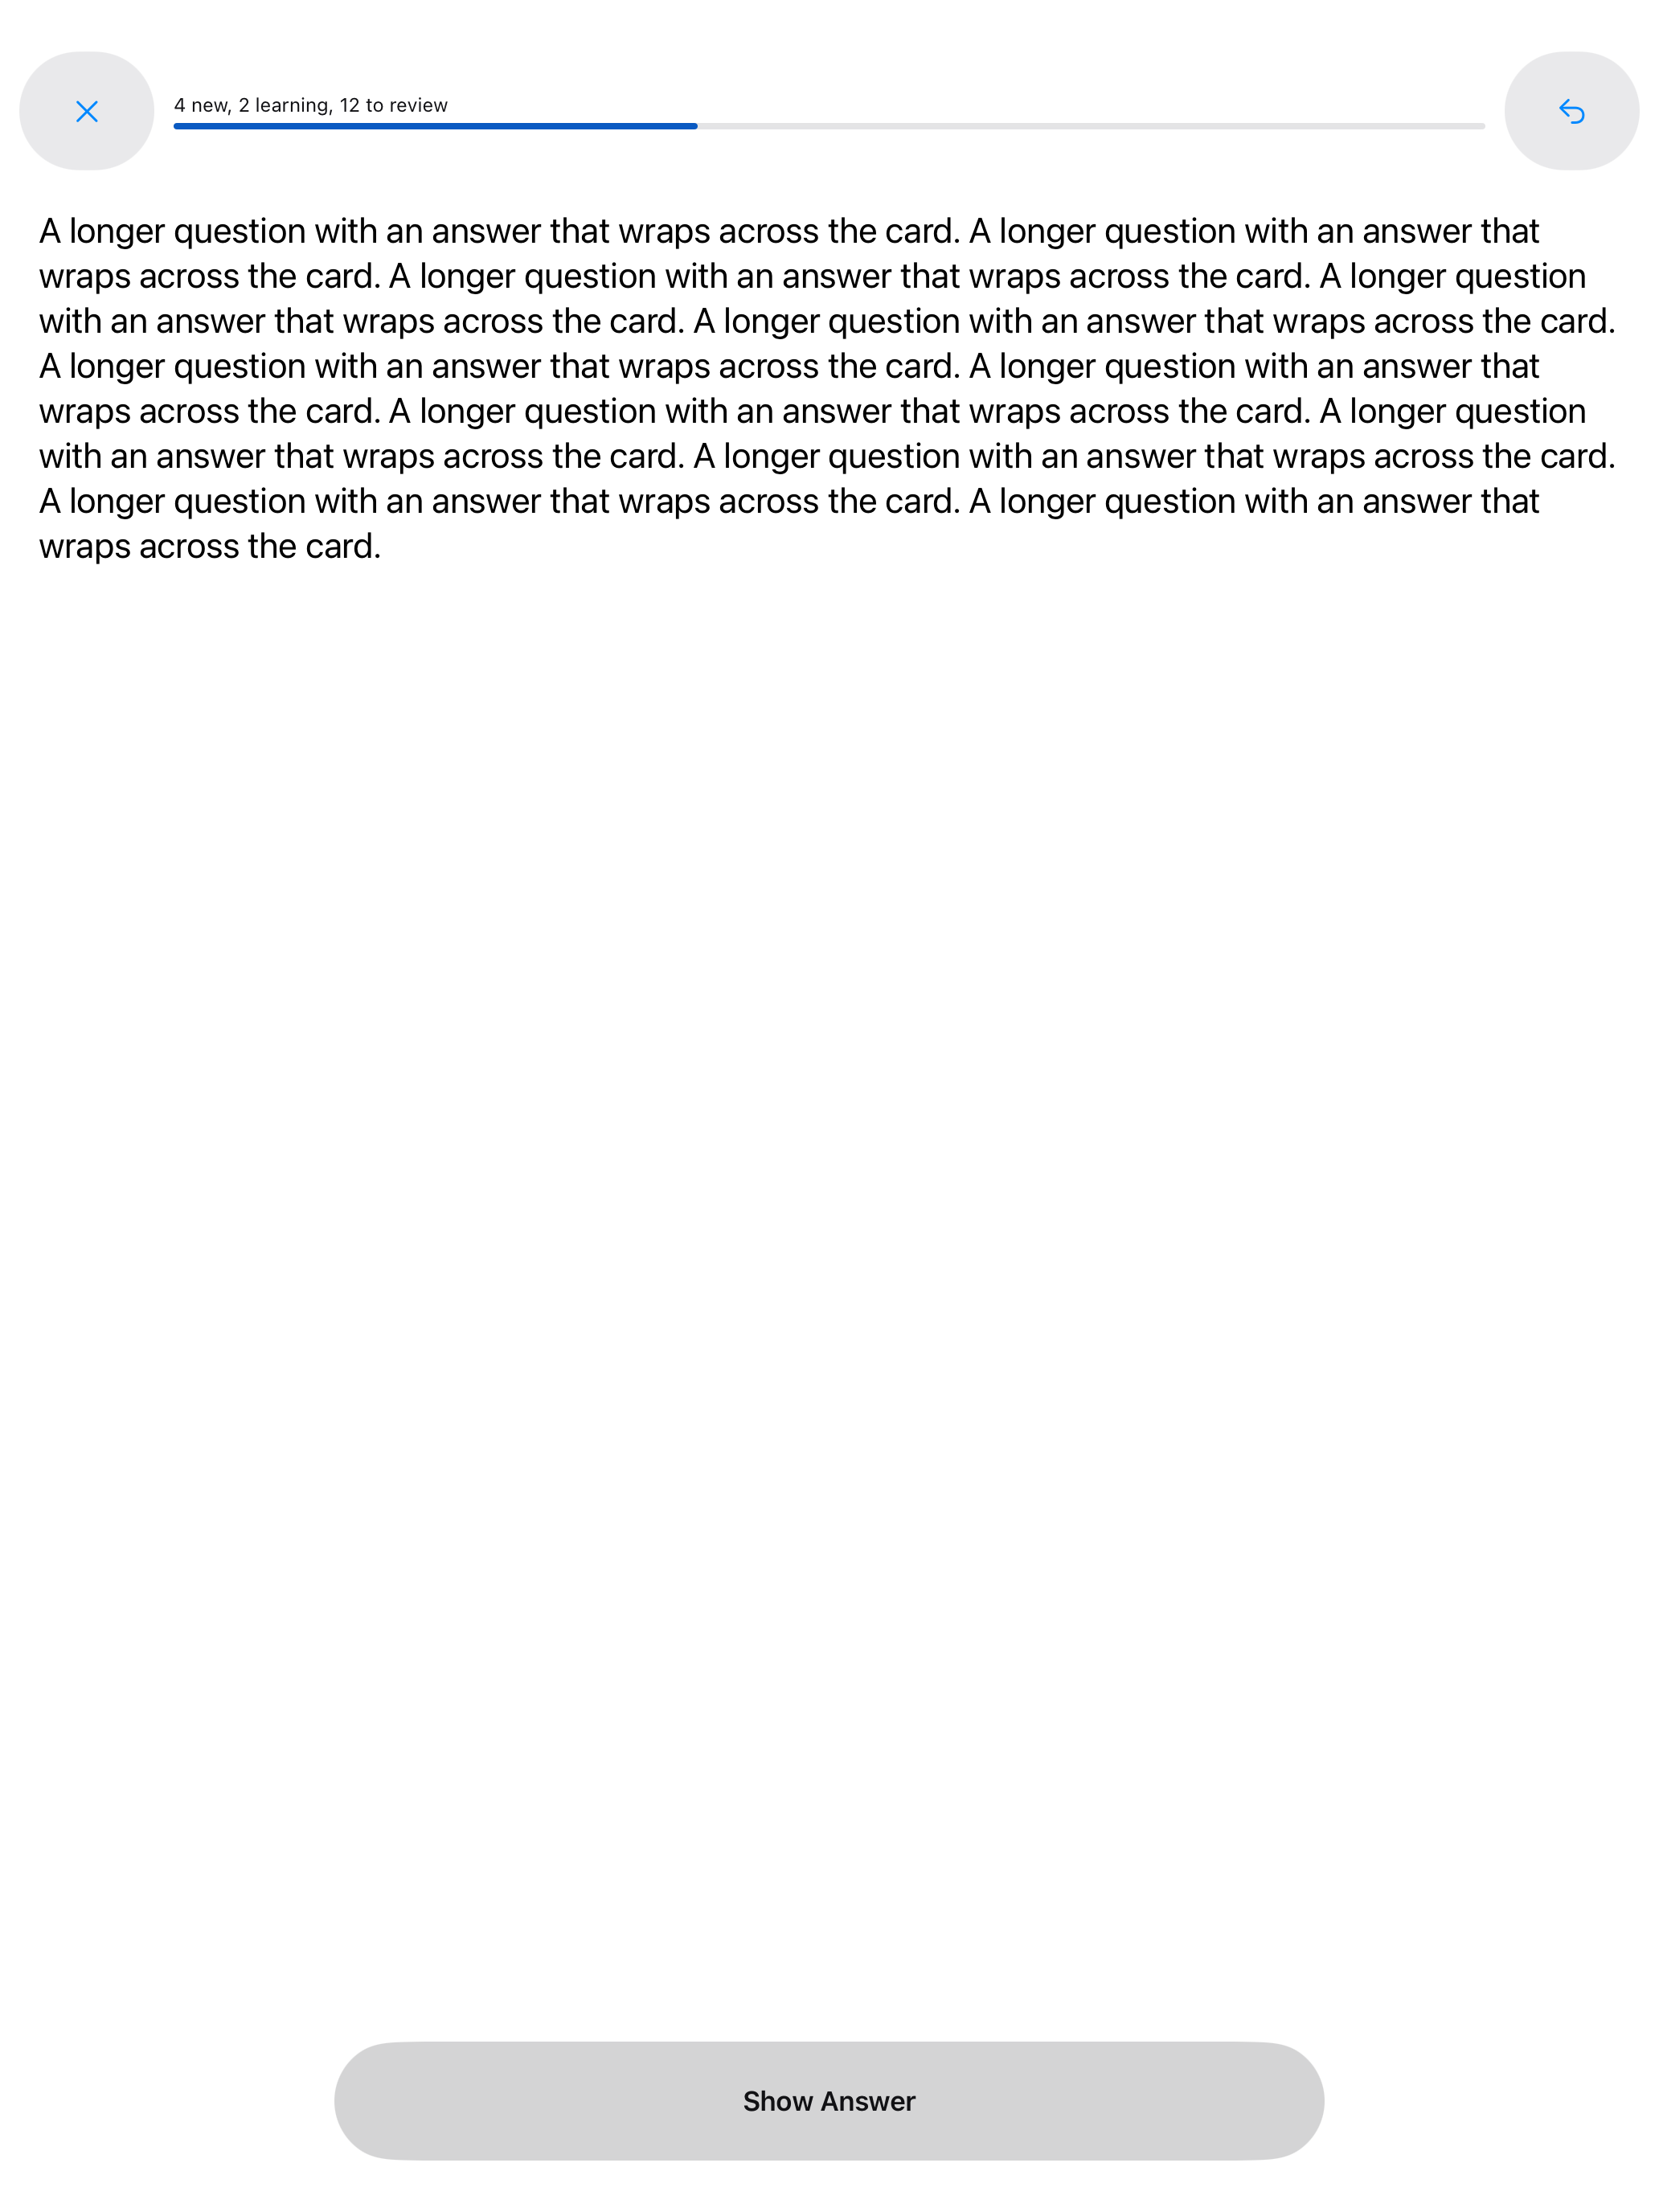 4 new, 2 learning, 12 to review
A longer question with an answer that wraps across the card. A longer question with an answer that
wraps across the card. A longer question with an answer that wraps across the card. A longer question
with an answer that wraps across the card. A longer question with an answer that wraps across the card.
A longer question with an answer that wraps across the card. A longer question with an answer that
wraps across the card. A longer question with an answer that wraps across the card. A longer question
with an answer that wraps across the card. A longer question with an answer that wraps across the card.
A longer question with an answer that wraps across the card. A longer question with an answer that
wraps across the card.
Show Answer